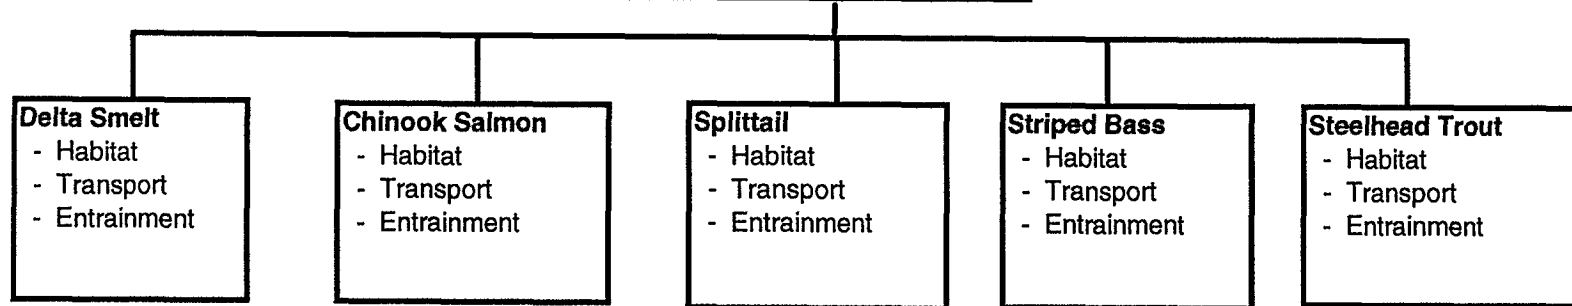 Delta Smelt
- Habitat
- Transport
- Entrainment
Chinook Salmon
- Habitat
- Transport
- Entrainment
Splittail
- Habitat
- Transport
- Entrainment
Striped Bass
- Habitat
- Transport
- Entrainment
Steelhead Trout
- Habitat
- Transport
- Entrainment